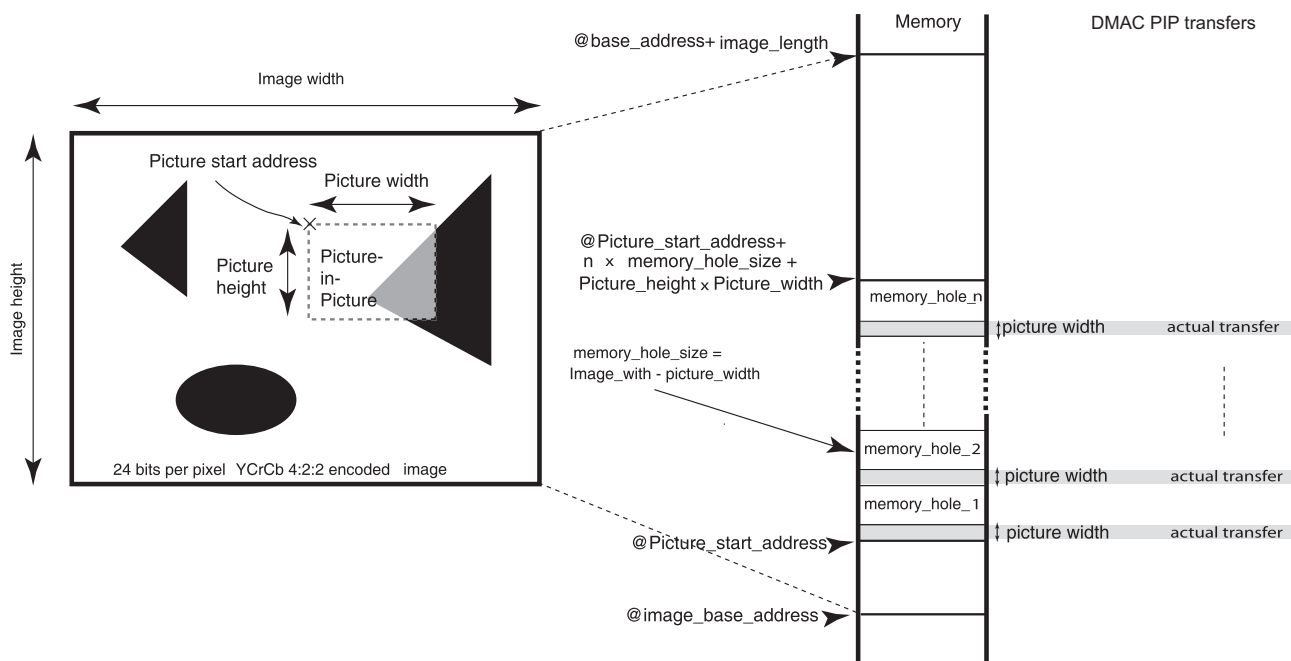 Memory
DMAC PIP transfers
@base_address+ image_length
Image width
Picture start address
Picture width
Image height
Picture
height
Picture-
in-
Picture
24 bits per pixel YCrCb 4:2:2 encoded image
@Picture_start_address+
n x memory_hole_size +
Picture_height x Picture_width
memory_hole_n
picture width
actual transfer
memory_hole_size =
Image_with - picture_width
memory_hole_2
picture width
actual transfer
memory_hole_1
picture width
actual transfer
@Picture_start_address
@image_base_address